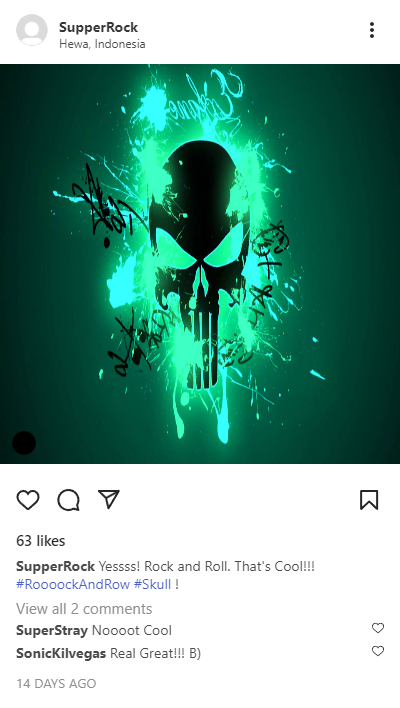 SupperRock
Hewa, Indonesia
63 likes
SupperRock Yessss! Rock and Roll. That's Cool!!!
#RoooockAndRow #Skull !
View all 2 comments
SuperStray Noooot Cool
SonicKilvegas Real Great!!! B)
14 DAYS AGO